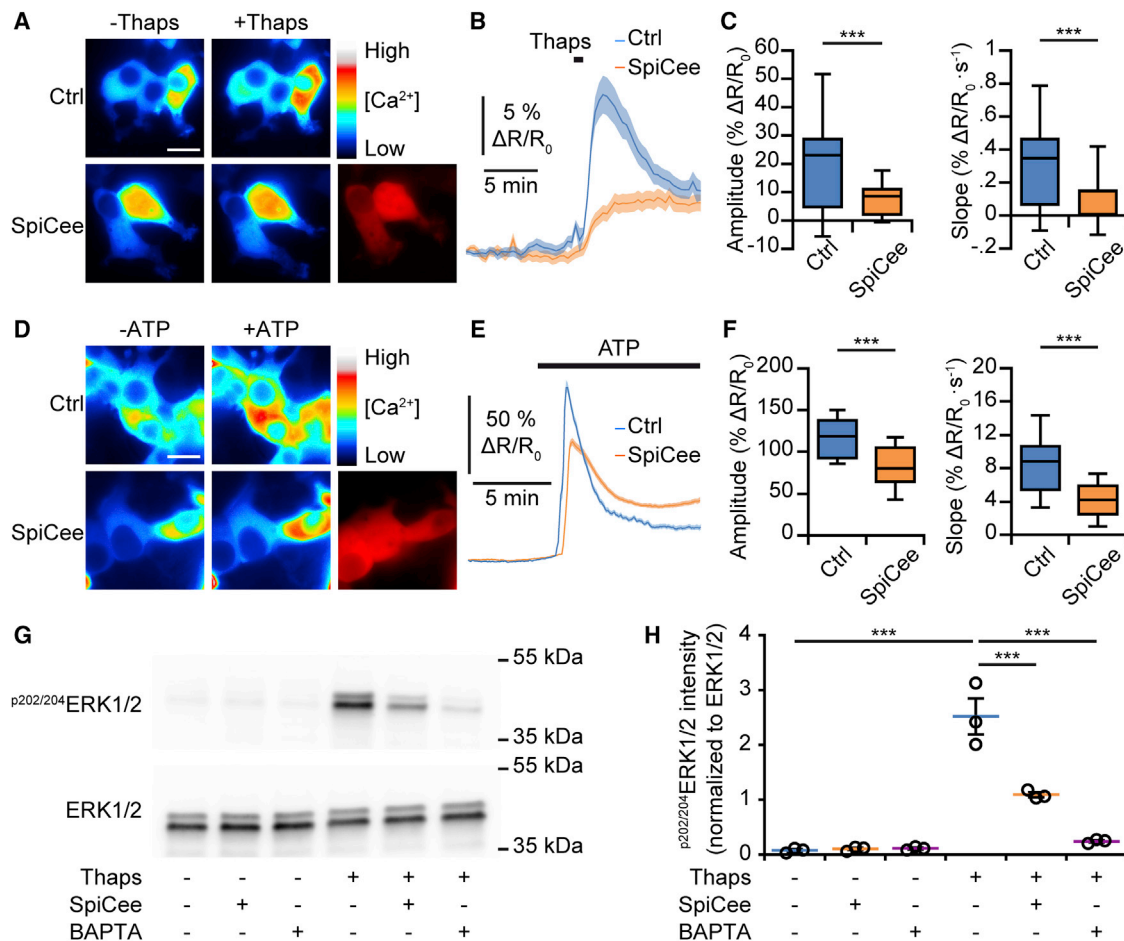 A
-Thaps +Thaps
Ctrl
High
[Ca²⁺]
Low
SpiCee
B
Thaps
Ctrl
SpiCee
5 %
ΔR/R₀
5 min
C
***
Amplitude (% ΔR/R₀)
60
50
40
30
20
10
0
-10
Ctrl
SpiCee
***
Slope (% ΔR/R₀ · s⁻¹)
1
.8
.6
.4
.2
0
-.2
Ctrl
SpiCee
D
-ATP +ATP
Ctrl
High
[Ca²⁺]
Low
SpiCee
E
ATP
50 %
ΔR/R₀
5 min
Ctrl
SpiCee
F
***
Amplitude (% ΔR/R₀)
200
150
100
50
0
Ctrl
SpiCee
***
Slope (% ΔR/R₀ · s⁻¹)
20
16
12
8
4
0
Ctrl
SpiCee
G
55 kDa
p202/204ERK1/2
35 kDa
55 kDa
ERK1/2
35 kDa
Thaps - - - + + +
SpiCee - + - - + -
BAPTA - - + - - +
H
p202/204ERK1/2 intensity
(normalized to ERK1/2)
4
3
2
1
0
*** ***
***
Thaps - - - + + +
SpiCee - + - - + -
BAPTA - - + - - +